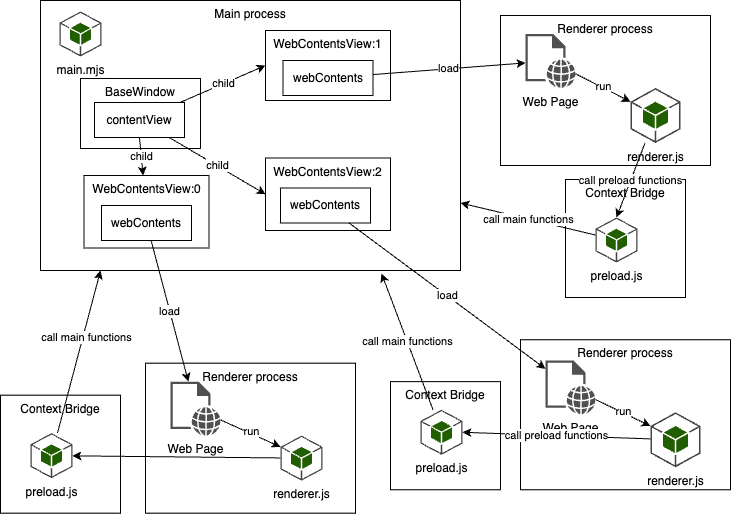 Main process
main.mjs
BaseWindow
contentView
child
WebContentsView:1
webContents
child
WebContentsView:2
webContents
child
WebContentsView:0
webContents
load
Renderer process
Web Page
run
renderer.js
call preload functions
Context Bridge
preload.js
call main functions
load
Renderer process
Web Page
run
renderer.js
Context Bridge
preload.js
call main functions
load
Renderer process
Web Page
run
renderer.js
call preload functions
Context Bridge
preload.js
call main functions